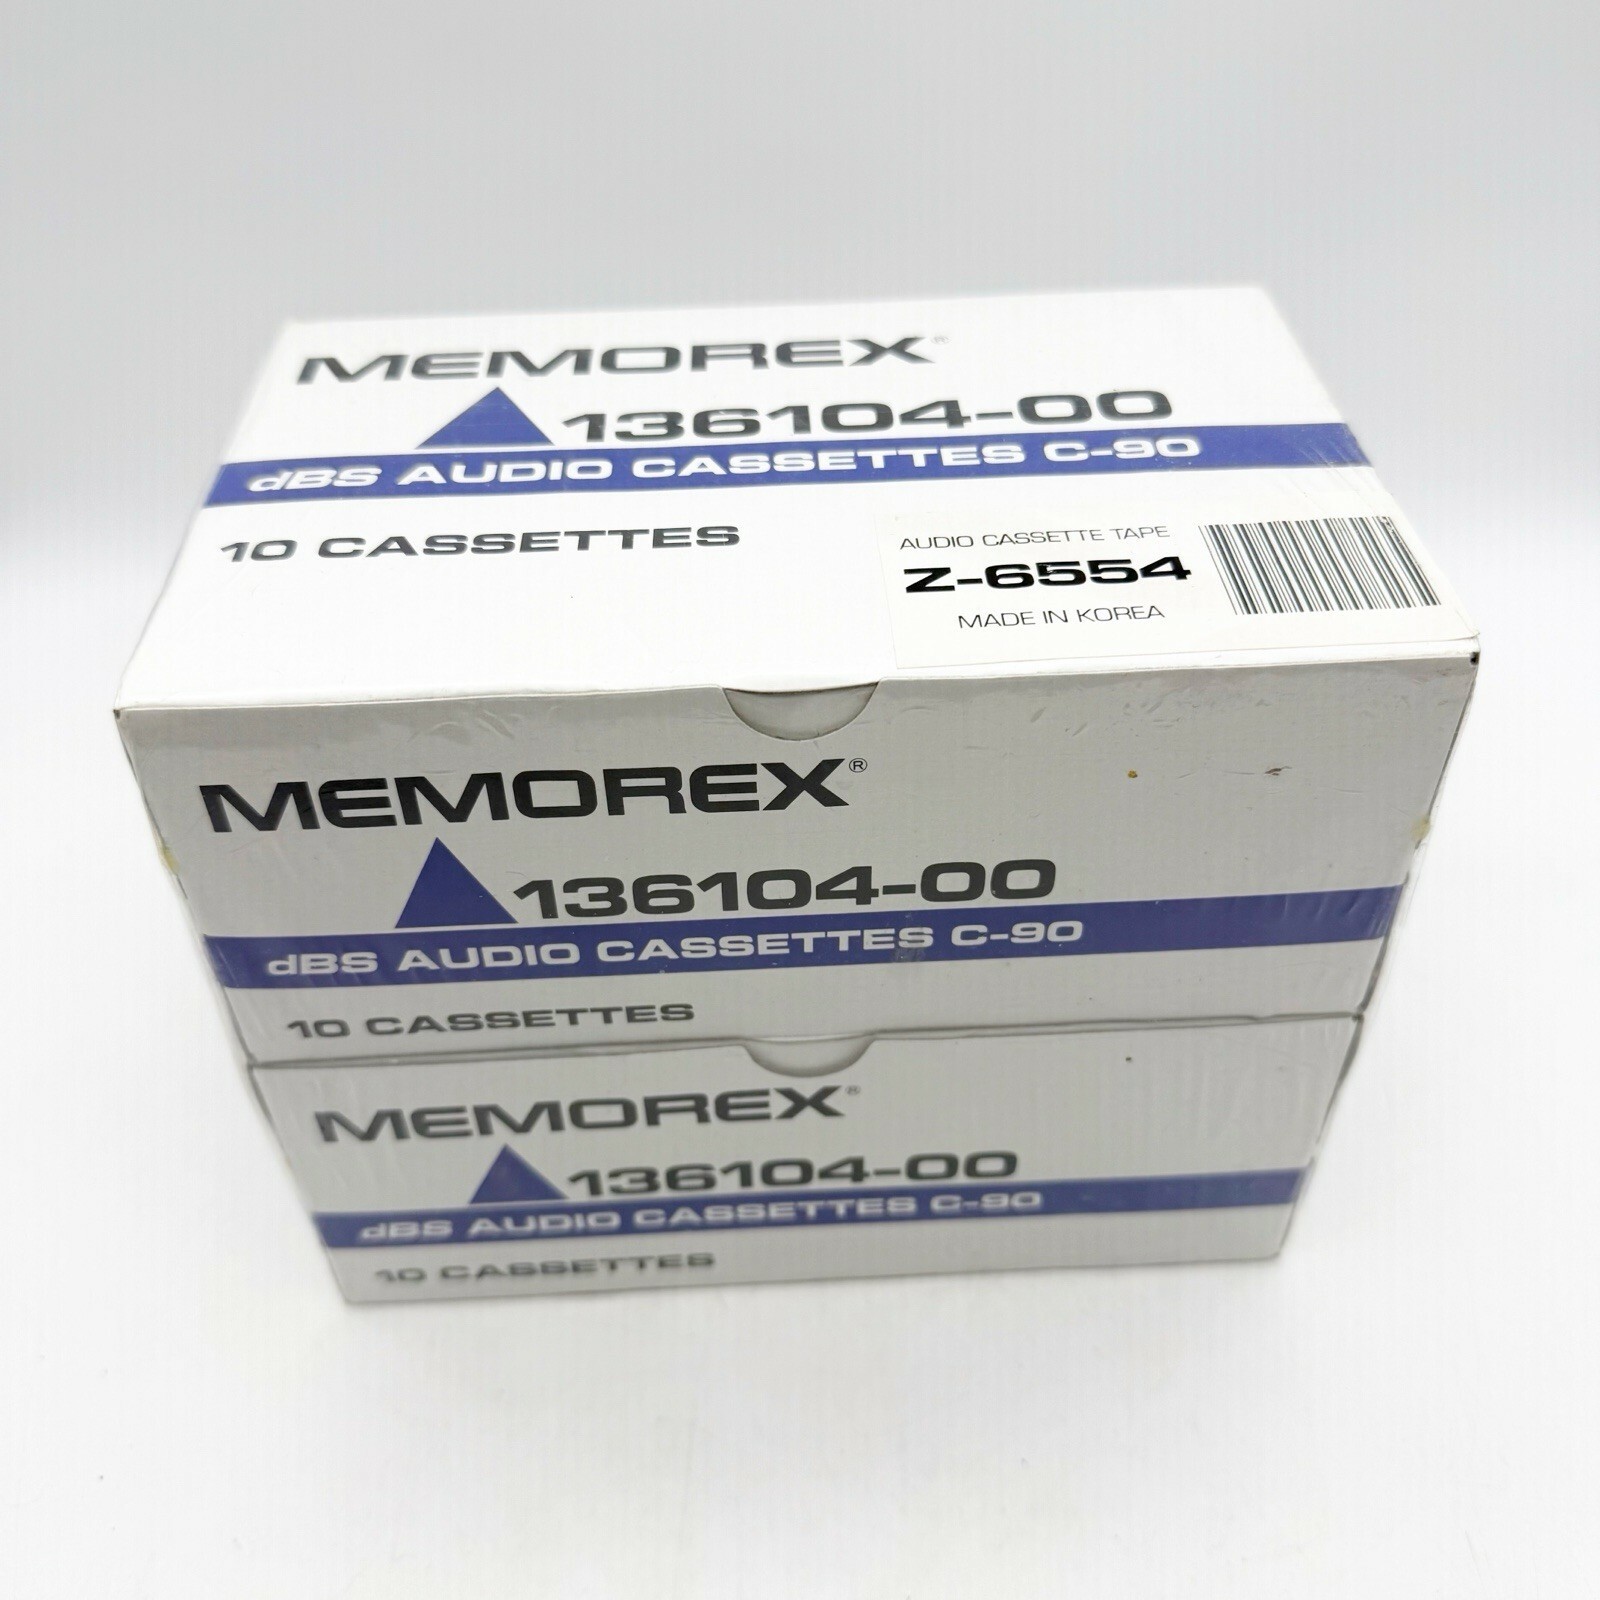 MEMOREX®
136104-00
dBS AUDIO CASSETTES C-90
10 CASSETTES
AUDIO CASSETTE TAPE
Z-6554
MADE IN KOREA
MEMOREX®
136104-00
dBS AUDIO CASSETTES C-90
10 CASSETTES
MEMOREX®
136104-00
dBS AUDIO CASSETTES C-90
10 CASSETTES